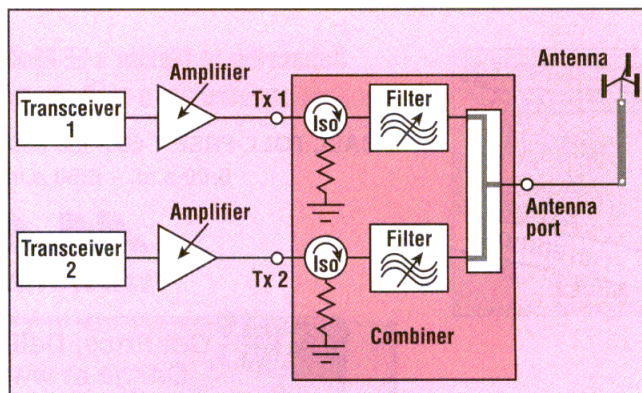 Antenna
Amplifier
Transceiver
1
Tx 1
Iso
Filter
Antenna
port
Amplifier
Transceiver
2
Tx 2
Iso
Filter
Combiner